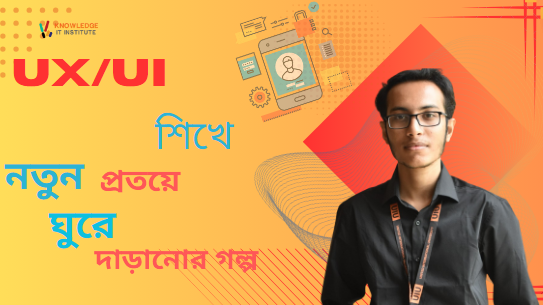 KNOWLEDGE
IT INSTITUTE
UX/UI
শিখে
নতুন প্রতয়ে
ঘুরে
দাড়ানোর গল্প